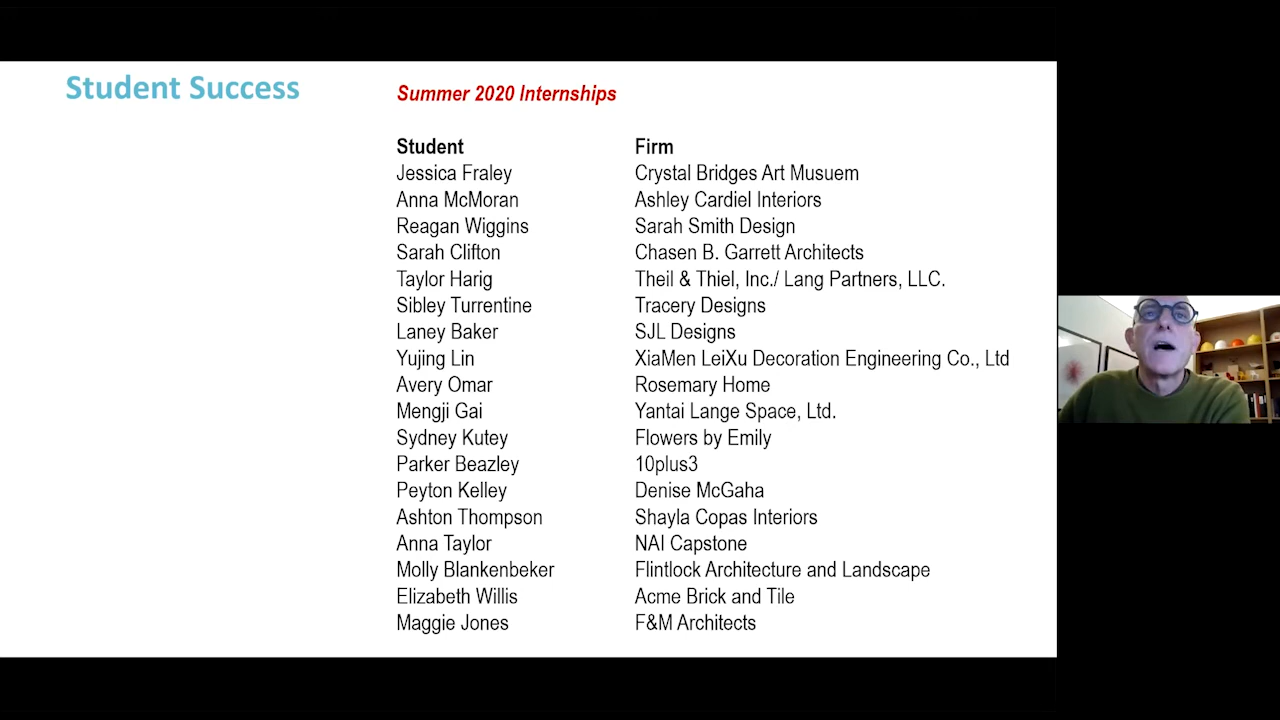 Student Success
Summer 2020 Internships
Student Firm
Jessica Fraley Crystal Bridges Art Musuem
Anna McMoran Ashley Cardiel Interiors
Reagan Wiggins Sarah Smith Design
Sarah Clifton Chasen B. Garrett Architects
Taylor Harig Theil & Thiel, Inc./ Lang Partners, LLC.
Sibley Turrentine Tracery Designs
Laney Baker SJL Designs
Yujing Lin XiaMen LeiXu Decoration Engineering Co., Ltd
Avery Omar Rosemary Home
Mengji Gai Yantai Lange Space, Ltd.
Sydney Kutey Flowers by Emily
Parker Beazley 10plus3
Peyton Kelley Denise McGaha
Ashton Thompson Shayla Copas Interiors
Anna Taylor NAI Capstone
Molly Blankenbeker Flintlock Architecture and Landscape
Elizabeth Willis Acme Brick and Tile
Maggie Jones F&M Architects